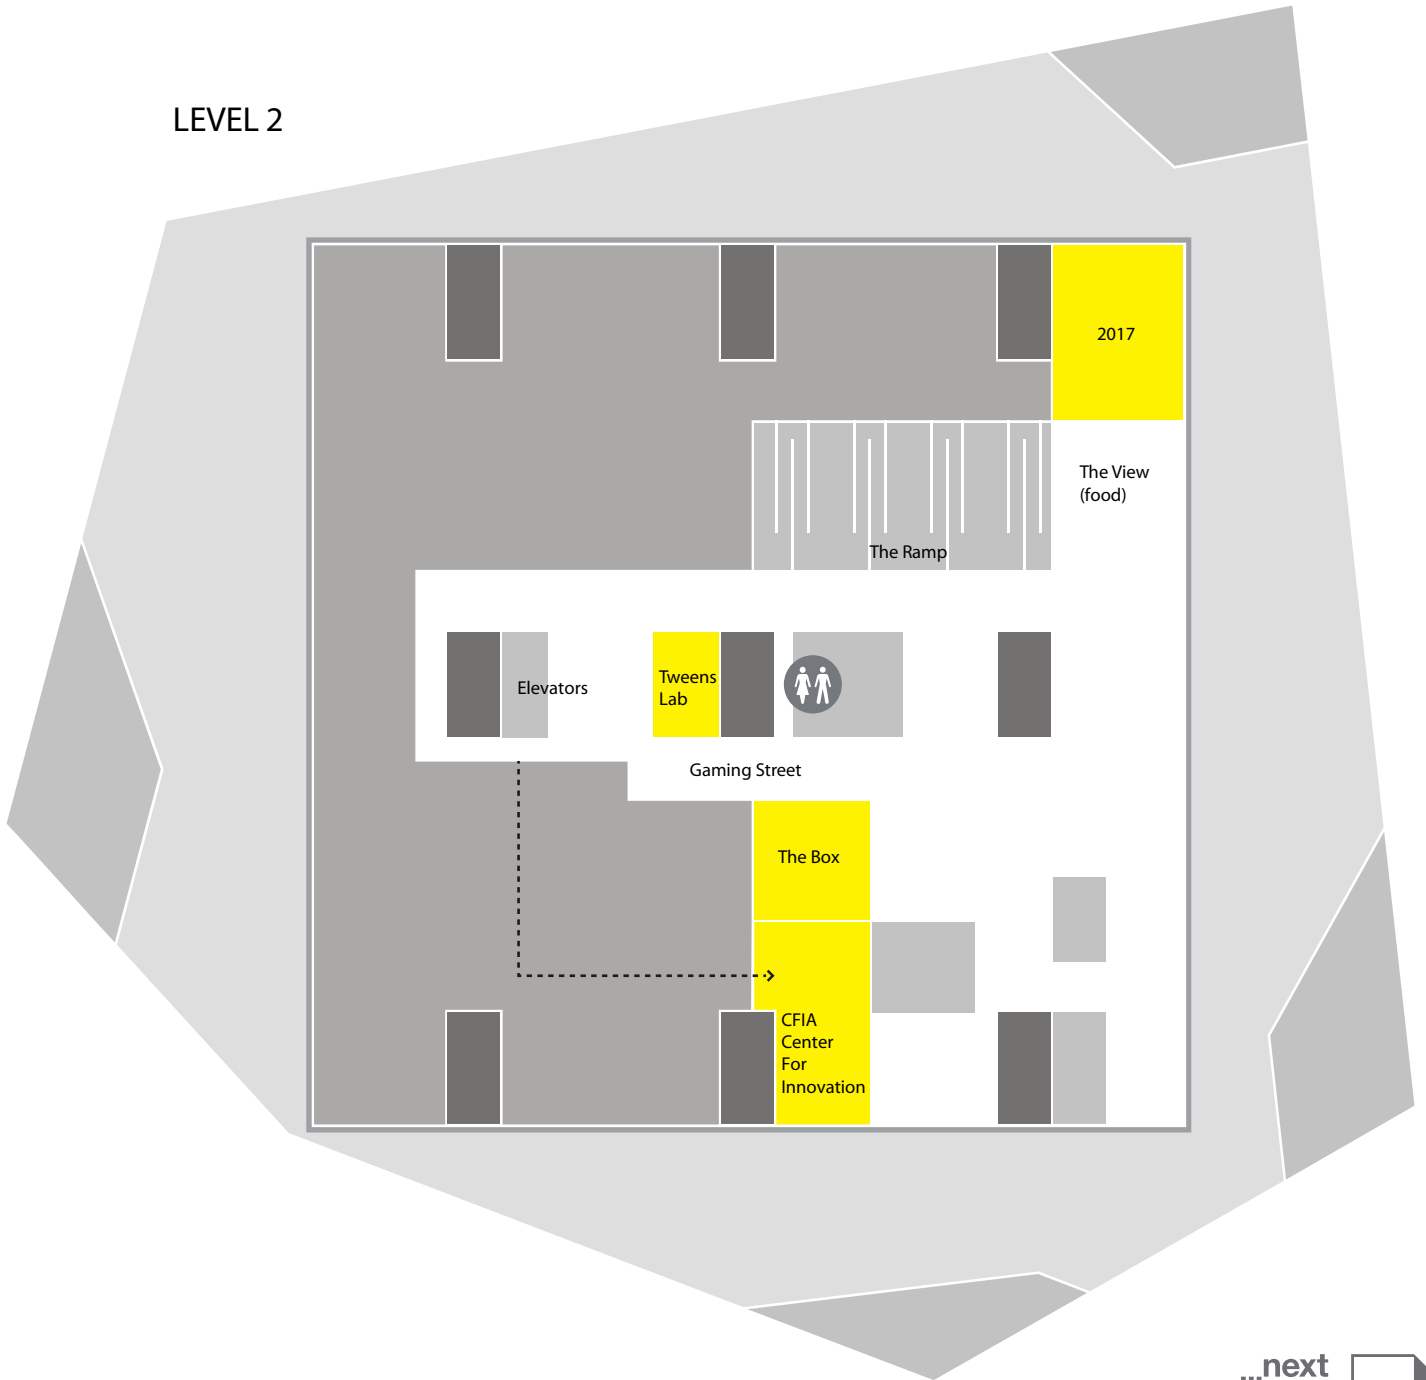 LEVEL 2
2017
The View
(food)
The Ramp
Elevators
Tweens
Lab
Gaming Street
The Box
CFIA
Center
For
Innovation
...next